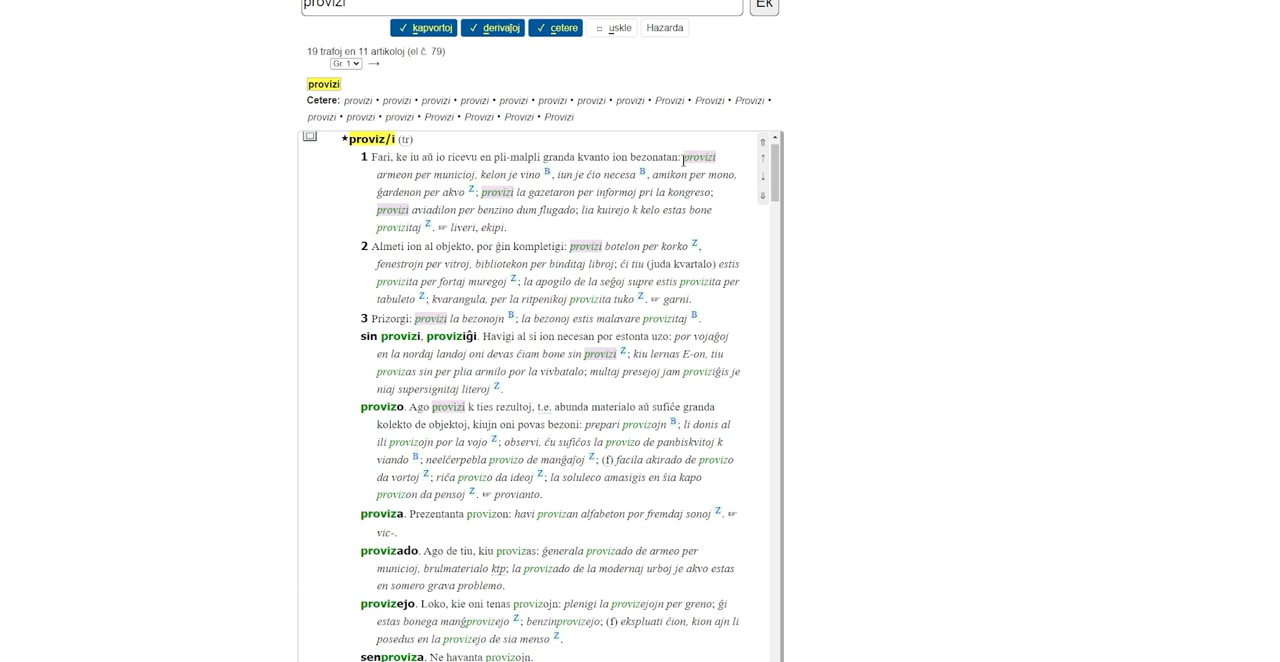 provizi
Ek
✓ kapvortoj ✓ derivaĵoj ✓ cetere □ uskle Hazarda
19 trafoj en 11 artikoloj (el ĉ. 79)
Gr. 1 →
provizi
Cetere: provizi • provizi • provizi • provizi • provizi • provizi • provizi • provizi • Provizi • Provizi • Provizi •
provizi • provizi • provizi • Provizi • Provizi • Provizi • Provizi
★proviz/i (tr)
1 Fari, ke iu aŭ io ricevu en pli-malpli granda kvanto ion bezonatan: provizi
armeon per municioj, kelon je vino B, iun je ĉio necesa B, amikon per mono,
ĝardenon per akvo Z; provizi la gazetaron per informoj pri la kongreso;
provizi aviadilon per benzino dum flugado; lia kuirejo k kelo estas bone
provizitaj Z. ☞ liveri, ekipi.
2 Almeti ion al objekto, por ĝin kompletigi: provizi botelon per korko Z,
fenestrojn per vitroj, bibliotekon per binditaj libroj; ĉi tiu (juda kvartalo) estis
provizita per fortaj muregoj Z; la apogilo de la seĝoj supre estis provizita per
tabuleto Z; kvarangula, per la ritpenikoj provizita tuko Z. ☞ garni.
3 Prizorgi: provizi la bezonojn B; la bezonoj estis malavare provizitaj B.
sin provizi, proviziĝi. Havigi al si ion necesan por estonta uzo: por vojaĝoj
en la nordaj landoj oni devas ĉiam bone sin provizi Z; kiu lernas E-on, tiu
provizas sin per plia armilo por la vivbatalo; multaj presejoj jam proviziĝis je
niaj supersignitaj literoj Z.
provizo. Ago provizi k ties rezultoj, t.e. abunda materialo aŭ sufiĉe granda
kolekto de objektoj, kiujn oni povas bezoni: prepari provizojn B; li donis al
ili provizojn por la vojo Z; observi, ĉu sufiĉos la provizo de panbiskvitoj k
viando B; neelĉerpebla provizo de manĝaĵoj Z; (f) facila akirado de provizo
da vortoj Z; riĉa provizo da ideoj Z; la soluleco amasigis en ŝia kapo
provizon da pensoj Z. ☞ provianto.
proviza. Prezentanta provizon: havi provizan alfabeton por fremdaj sonoj Z. ☞
vic-.
provizado. Ago de tiu, kiu provizas: ĝenerala provizado de armeo per
municioj, brulmaterialo ktp; la provizado de la modernaj urboj je akvo estas
en somero grava problemo.
provizejo. Loko, kie oni tenas provizojn: plenigi la provizejojn per greno; ĝi
estas bonega manĝprovizejo Z; benzinprovizejo; (f) ekspluati ĉion, kion ajn li
posedus en la provizejo de sia menso Z.
senproviza. Ne havanta provizojn.